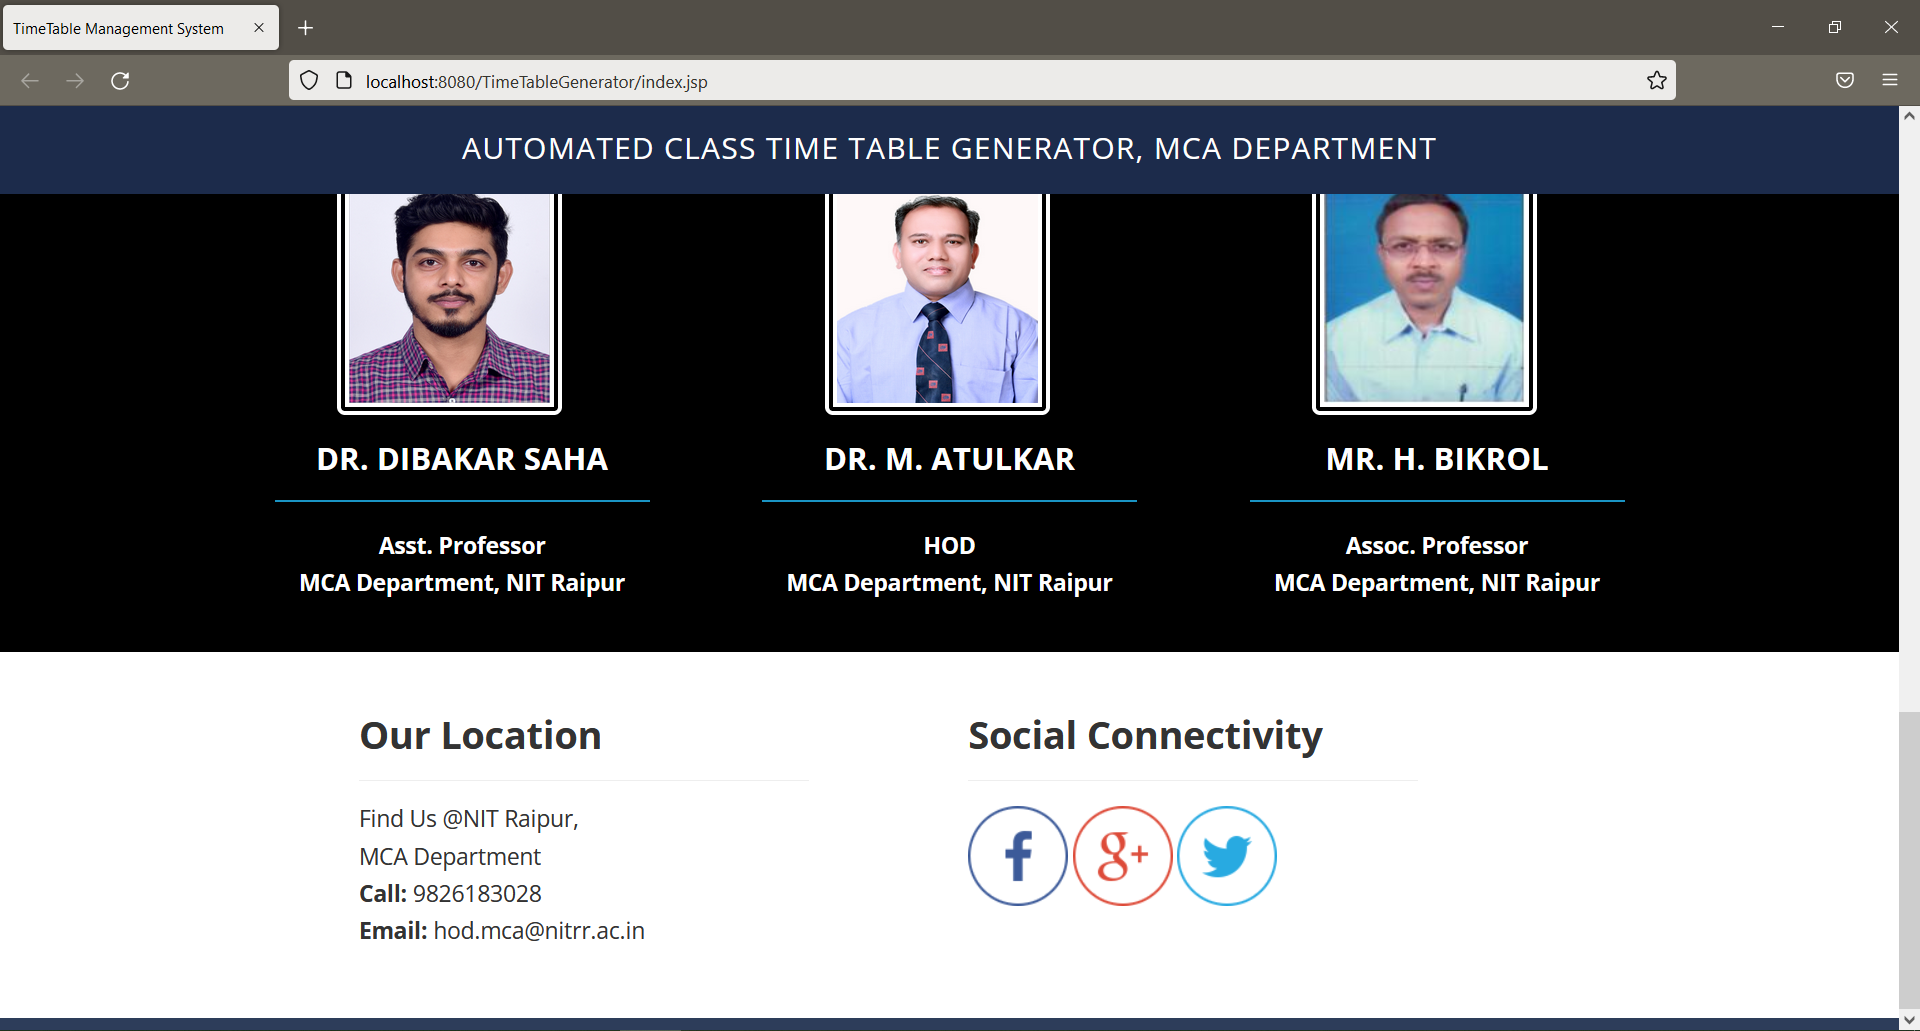 TimeTable Management System
localhost:8080/TimeTableGenerator/index.jsp
AUTOMATED CLASS TIME TABLE GENERATOR, MCA DEPARTMENT
DR. DIBAKAR SAHA
Asst. Professor
MCA Department, NIT Raipur
DR. M. ATULKAR
HOD
MCA Department, NIT Raipur
MR. H. BIKROL
Assoc. Professor
MCA Department, NIT Raipur
Our Location
Find Us @NIT Raipur,
MCA Department
Call: 9826183028
Email: hod.mca@nitrr.ac.in
Social Connectivity
f
g+